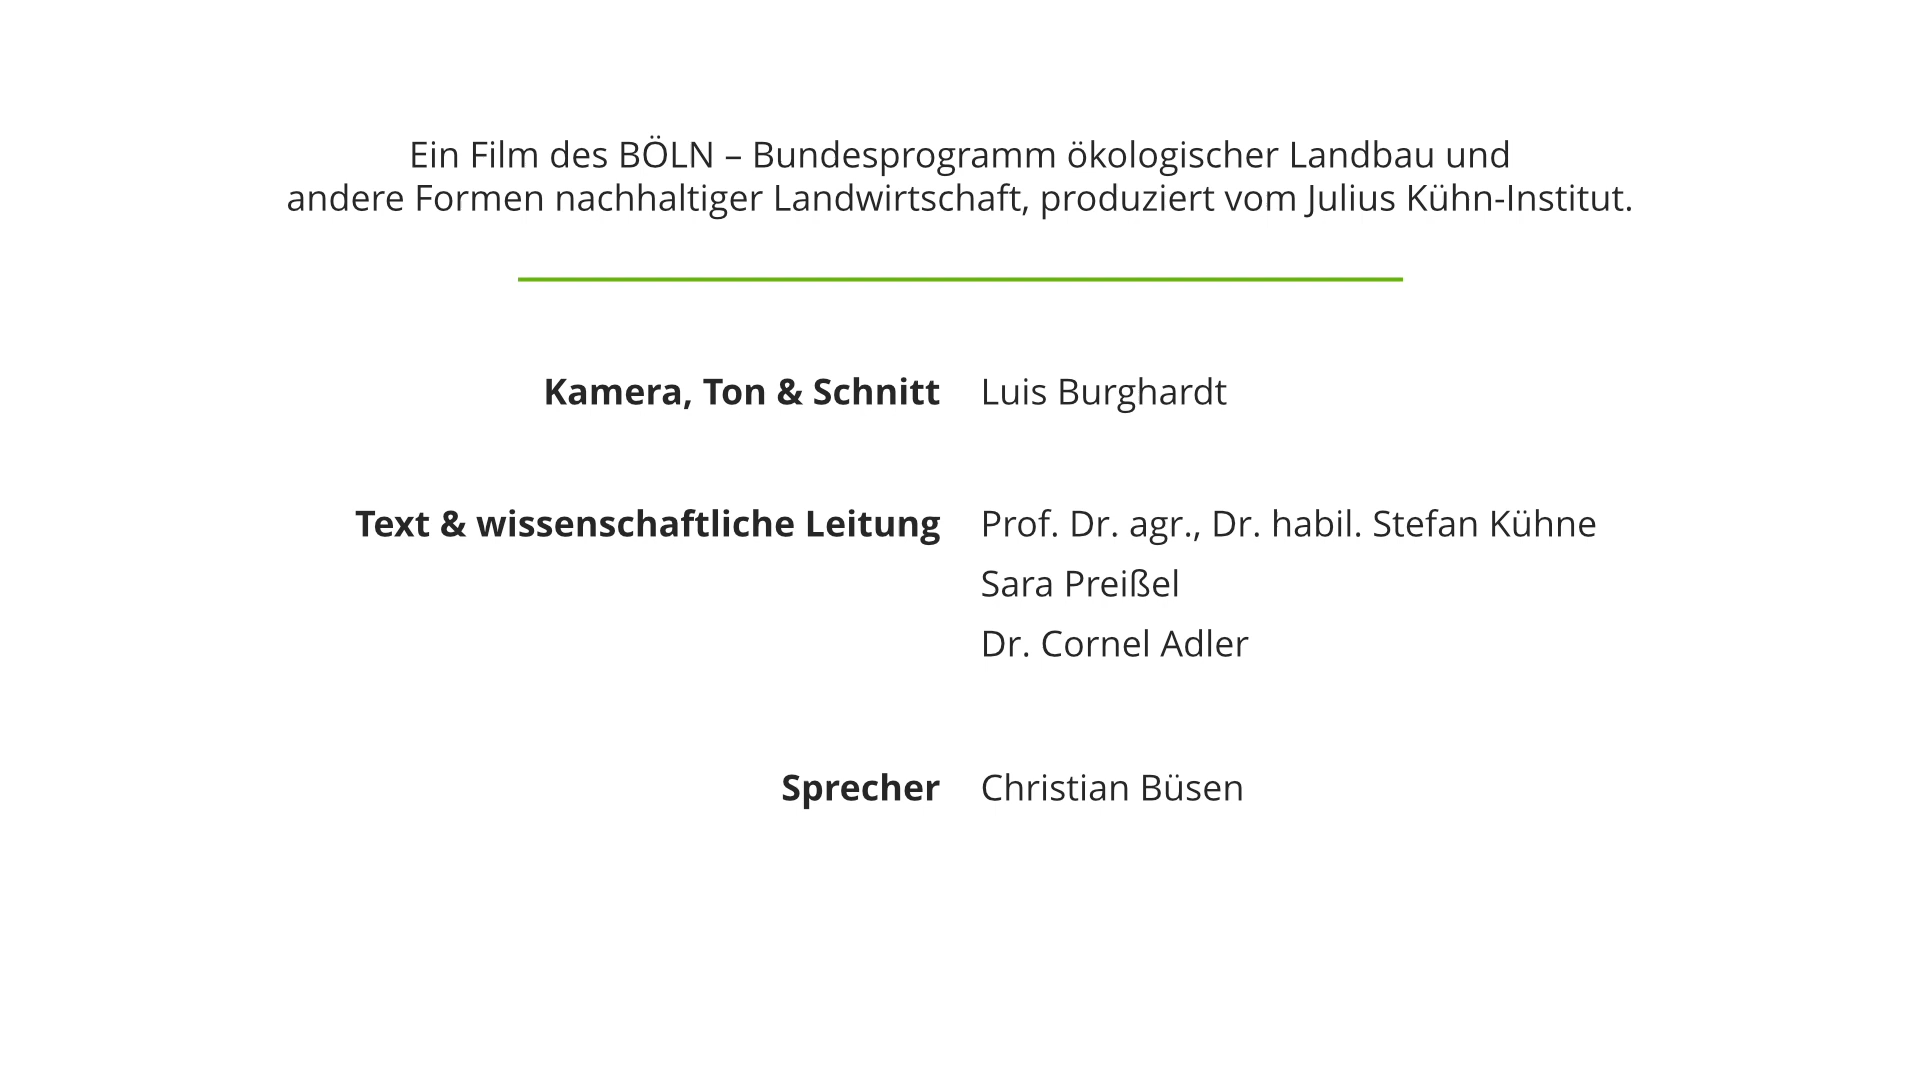 Ein Film des BÖLN – Bundesprogramm ökologischer Landbau und
andere Formen nachhaltiger Landwirtschaft, produziert vom Julius Kühn-Institut.
Kamera, Ton & Schnitt Luis Burghardt
Text & wissenschaftliche Leitung Prof. Dr. agr., Dr. habil. Stefan Kühne
Sara Preißel
Dr. Cornel Adler
Sprecher Christian Büsen